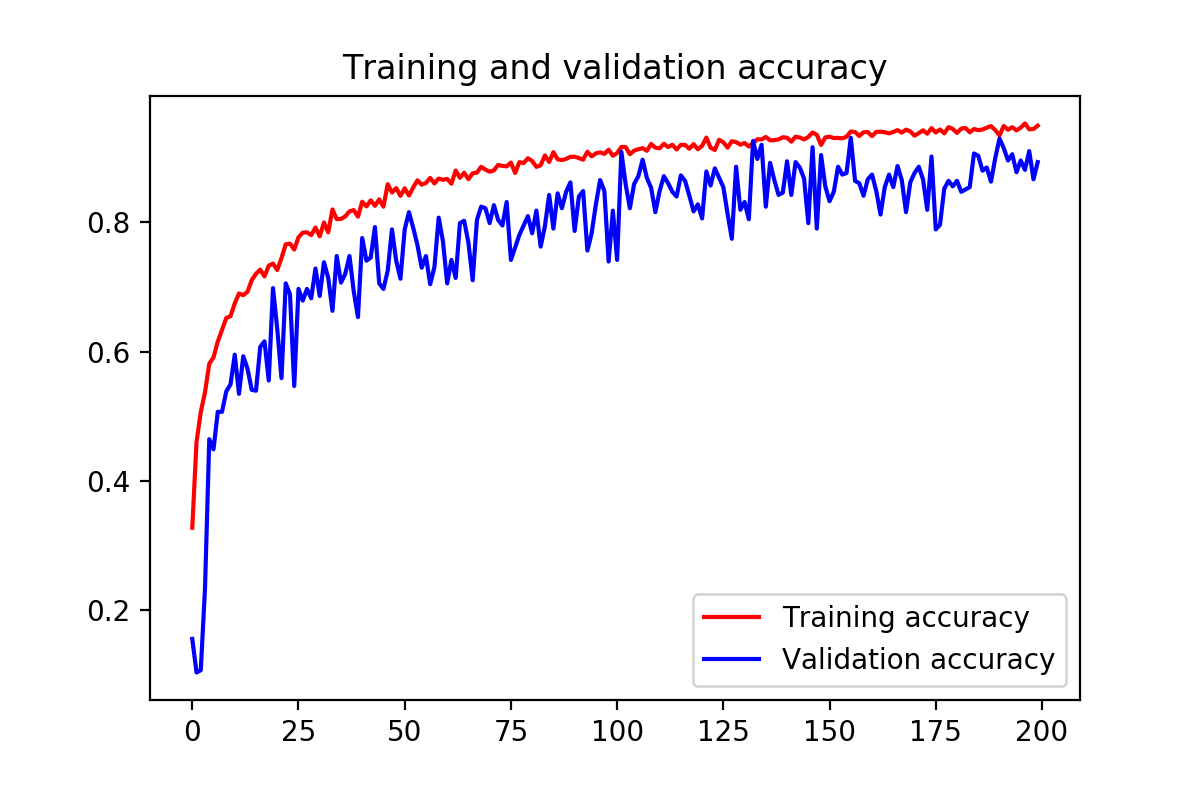 Training and validation accuracy
0.8
0.6
0.4
0.2
Training accuracy
Validation accuracy
0 25 50 75 100 125 150 175 200